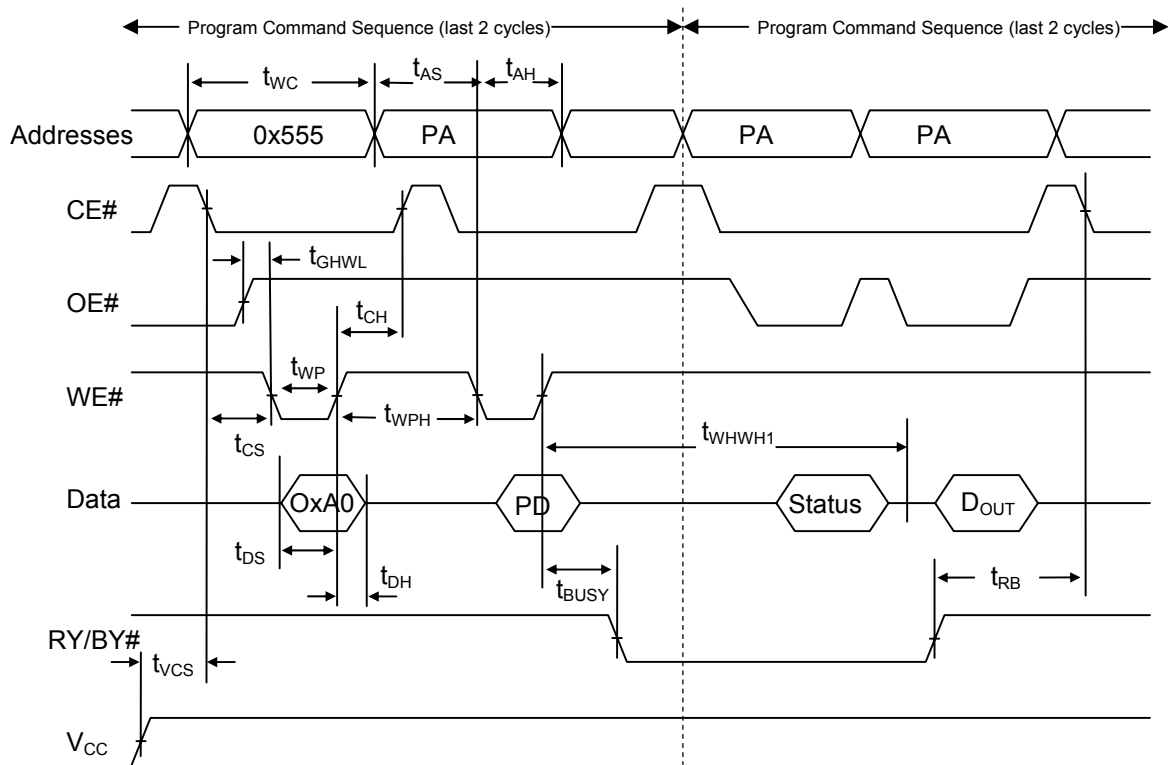 Program Command Sequence (last 2 cycles) Program Command Sequence (last 2 cycles)
tWC tAS tAH
Addresses 0x555 PA PA PA
CE#
tGHWL
OE#
tCH
tWP
WE#
tWPH
tWHWH1
tCS
Data OxA0 PD Status DOUT
tDS
tDH
tBUSY
tRB
RY/BY#
tVCS
VCC